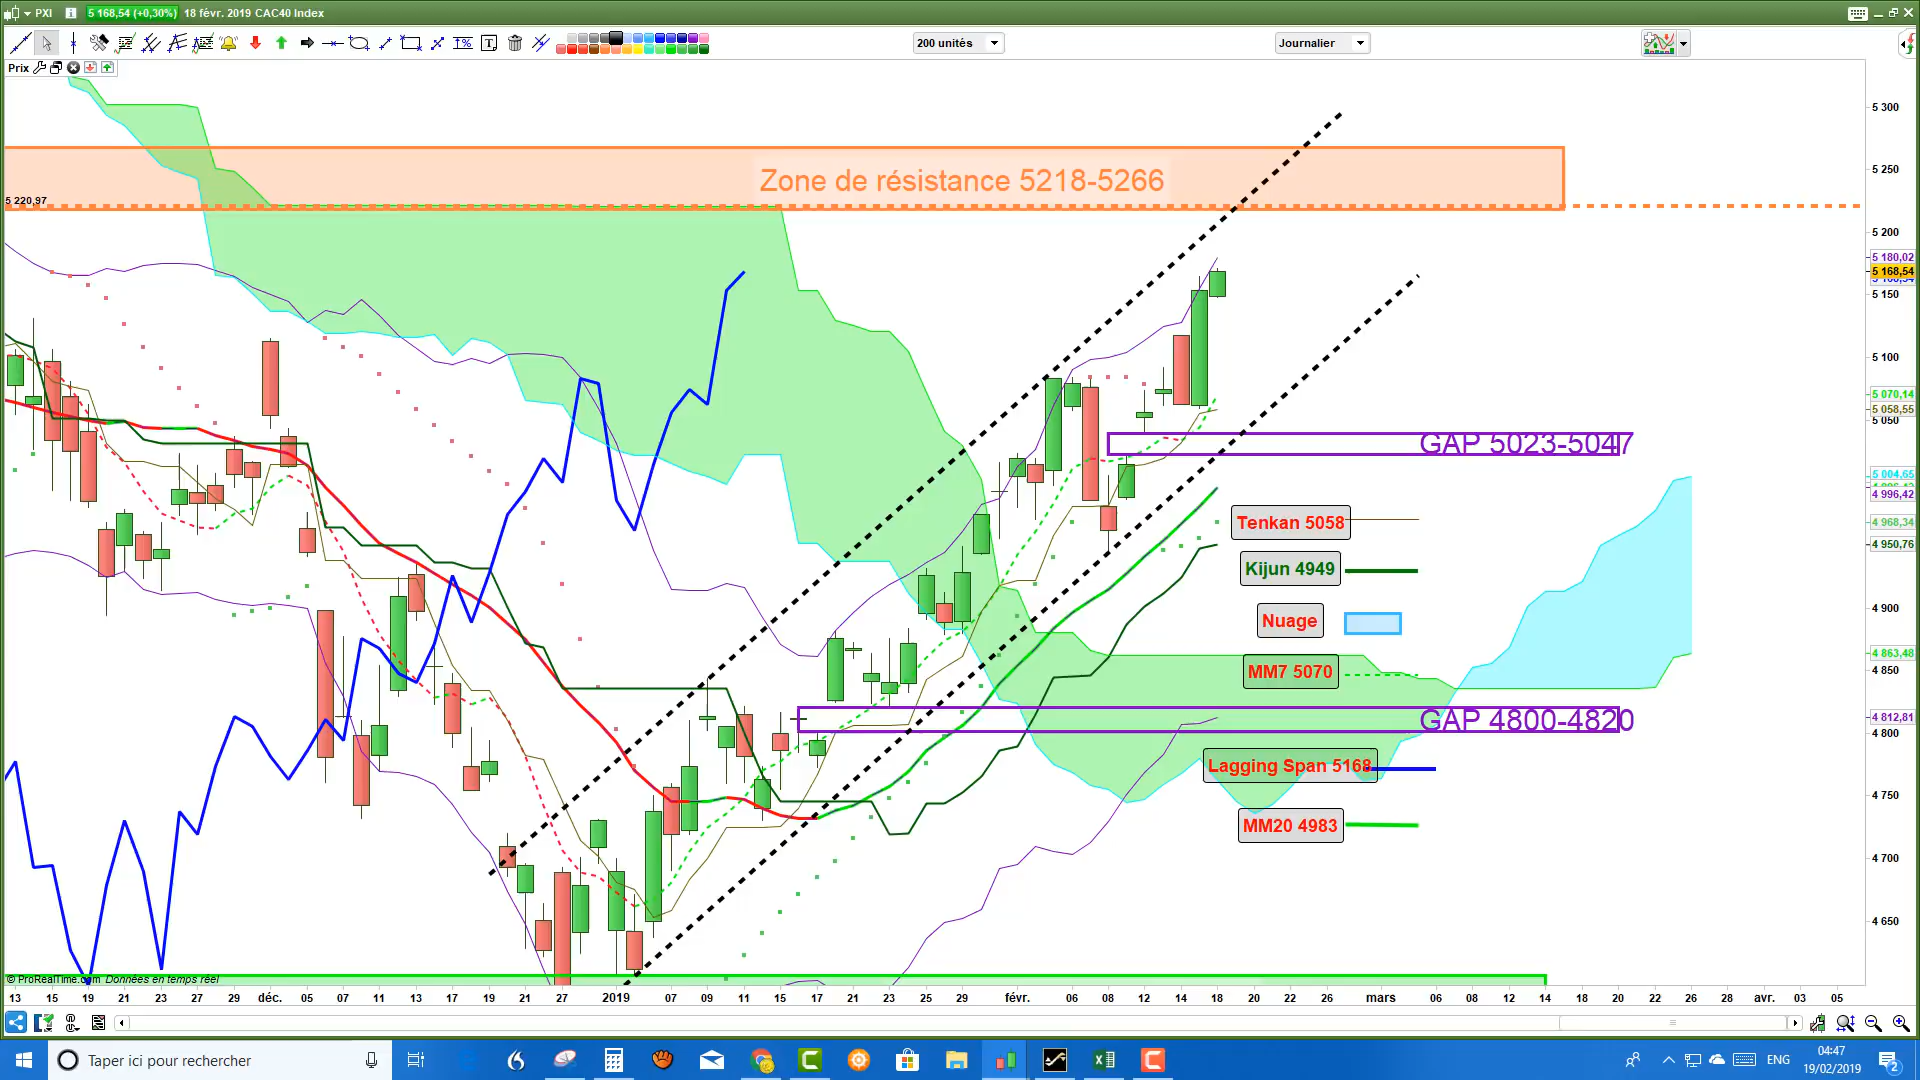 PXI 5 168,54 (+0,30%) 18 févr. 2019 CAC40 Index
200 unités
Journalier
Prix
5 300
Zone de résistance 5218-5266
5 250
5 220,97
5 200
5 180,02
5 168,54
5 150
5 100
5 070,14
5 058,55
5 050
GAP 5023-5047
5 004,65
4 996,42
Tenkan 5058
4 968,34
4 950,76
Kijun 4949
4 900
Nuage
4 863,48
4 850
MM7 5070
GAP 4800-4820
4 812,81
4 800
Lagging Span 5168
4 750
MM20 4983
4 700
4 650
© ProRealTime.com Données en temps réel
13 15 19 21 23 27 29 déc. 05 07 11 13 17 19 21 27 2019 07 09 11 15 17 21 23 25 29 févr. 06 08 12 14 18 20 22 26 mars 06 08 12 14 18 20 22 26 28 avr. 03 05
Taper ici pour rechercher
ENG
04:47
19/02/2019
2